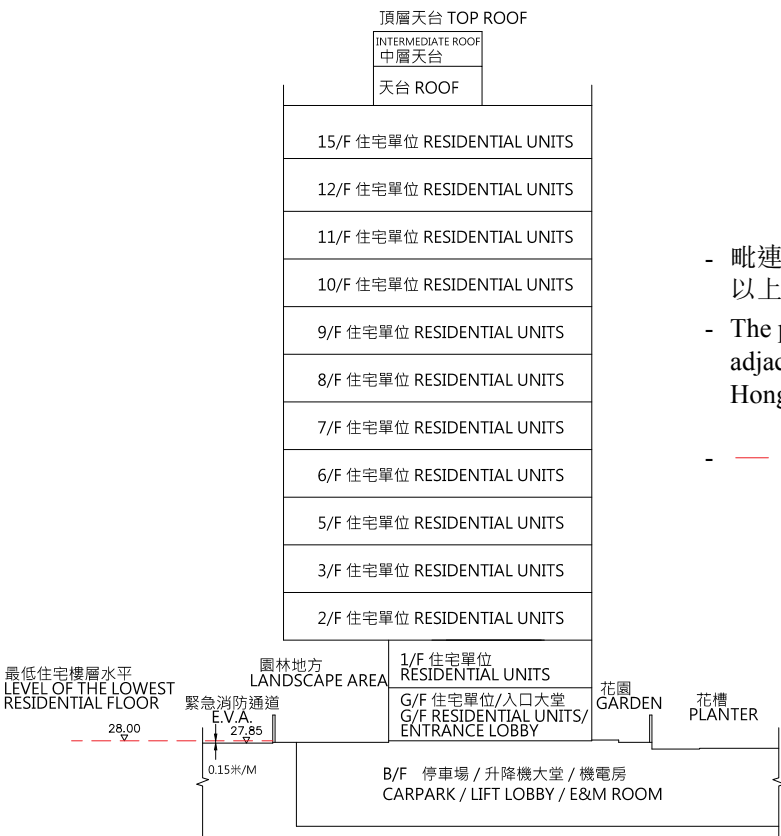 頂層天台 TOP ROOF
INTERMEDIATE ROOF
中層天台
天台 ROOF
15/F 住宅單位 RESIDENTIAL UNITS
12/F 住宅單位 RESIDENTIAL UNITS
11/F 住宅單位 RESIDENTIAL UNITS
10/F 住宅單位 RESIDENTIAL UNITS
9/F 住宅單位 RESIDENTIAL UNITS
8/F 住宅單位 RESIDENTIAL UNITS
7/F 住宅單位 RESIDENTIAL UNITS
6/F 住宅單位 RESIDENTIAL UNITS
5/F 住宅單位 RESIDENTIAL UNITS
3/F 住宅單位 RESIDENTIAL UNITS
2/F 住宅單位 RESIDENTIAL UNITS
1/F 住宅單位
RESIDENTIAL UNITS
G/F 住宅單位/入口大堂
G/F RESIDENTIAL UNITS/
ENTRANCE LOBBY
B/F 停車場 / 升降機大堂 / 機電房
CARPARK / LIFT LOBBY / E&M ROOM
園林地方
LANDSCAPE AREA
最低住宅樓層水平
LEVEL OF THE LOWEST
RESIDENTIAL FLOOR
28.00
緊急消防通道
E.V.A.
27.85
0.15米/M
花園
GARDEN
花槽
PLANTER
- 毗連
以上
- The
adjac
Hong
-